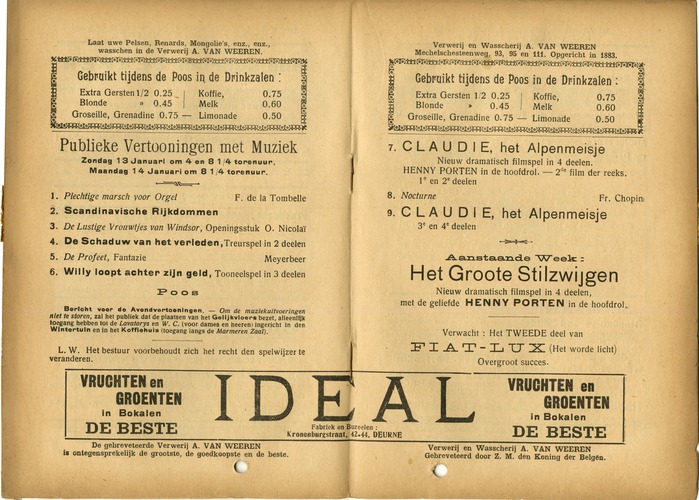 Laat uwe Pelsen, Renards, Mongolie's, enz., enz.,
wasschen in de Ververij A. VAN WEEREN.
Gebruikt tijdens de Poos in de Drinkzalen :
Extra Gersten 1/2 0.25 Koffie, 0.75
Blonde » 0.45 Melk 0.60
Groseille, Grenadine 0.75 — Limonade 0.50
Publieke Vertooningen met Muziek
Zondag 13 Januari om 4 en 8 1/4 torenuur.
Maandag 14 Januari om 8 1/4 torenuur.
1. Plechtige marsch voor Orgel F. de la Tombelle
2. Scandinavische Rijkdommen
3. De Lustige Vrouwtjes van Windsor, Openingsstuk O. Nicolaï
4. De Schaduw van het verleden, Treurspel in 2 deelen
5. De Profeet, Fantazie Meyerbeer
6. Willy loopt achter zijn geld, Tooneelspel in 3 deelen
Poos
Bericht voor de Avondvertooningen. — Om de muziekuitvoeringen
niet te storen, zal het publiek dat de plaatsen van het Gelijkvloers bezet, alleenlijk
toegang hebben tot de Lavatorys en W. C. (voor dames en heeren) ingericht in den
Wintertuin en in het Koffiehuis (toegang langs de Marmeren Zaal).
L. W. Het bestuur voorbehoudt zich het recht den spelwijzer te
veranderen.
Ververij en Wasscherij A. VAN WEEREN
Mechelschesteenweg, 93, 95 en 111. Opgericht in 1883.
Gebruikt tijdens de Poos in de Drinkzalen :
Extra Gersten 1/2 0.25 Koffie, 0.75
Blonde » 0.45 Melk 0.60
Groseille, Grenadine 0.75 — Limonade 0.50
7. CLAUDIE, het Alpenmeisje
Nieuw dramatisch filmspel in 4 deelen.
HENNY PORTEN in de hoofdrol. — 2de film der reeks.
1e en 2e deelen
8. Nocturne Fr. Chopin
9. CLAUDIE, het Alpenmeisje
3e en 4e deelen
Aanstaande Week :
Het Groote Stilzwijgen
Nieuw dramatisch filmspel in 4 deelen,
met de geliefde HENNY PORTEN in de hoofdrol.
Verwacht : Het TWEEDE deel van
FIAT-LUX (Het worde licht)
Overgroot succes.
VRUCHTEN en
GROENTEN
in Bokalen
DE BESTE
IDEAL
Fabriek en Bureelen :
Kronenburgstraat, 42-44, DEURNE
VRUCHTEN en
GROENTEN
in Bokalen
DE BESTE
De gebreveteerde Ververij A. VAN WEEREN
is ontegensprekelijk de grootste, de goedkoopste en de beste.
Ververij en Wasscherij A. VAN WEEREN
Gebreveteerd door Z. M. den Koning der Belgen.